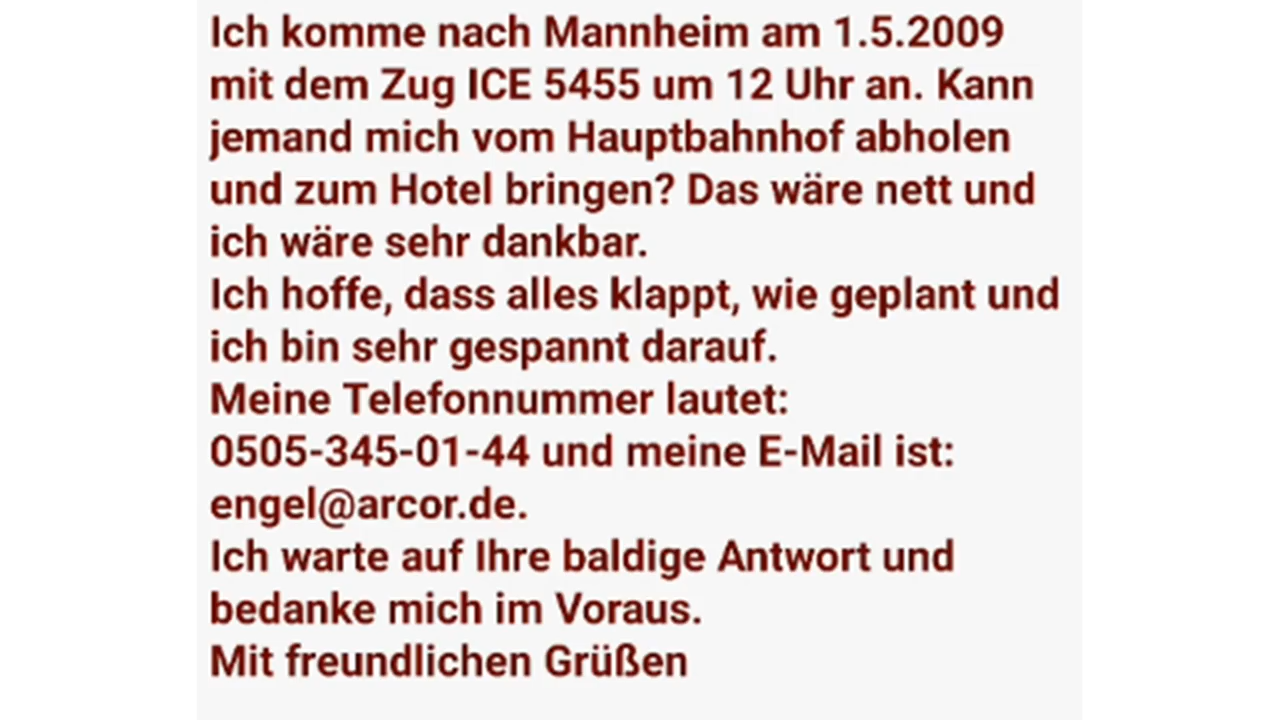 Ich komme nach Mannheim am 1.5.2009
mit dem Zug ICE 5455 um 12 Uhr an. Kann
jemand mich vom Hauptbahnhof abholen
und zum Hotel bringen? Das wäre nett und
ich wäre sehr dankbar.
Ich hoffe, dass alles klappt, wie geplant und
ich bin sehr gespannt darauf.
Meine Telefonnummer lautet:
0505-345-01-44 und meine E-Mail ist:
engel@arcor.de.
Ich warte auf Ihre baldige Antwort und
bedanke mich im Voraus.
Mit freundlichen Grüßen